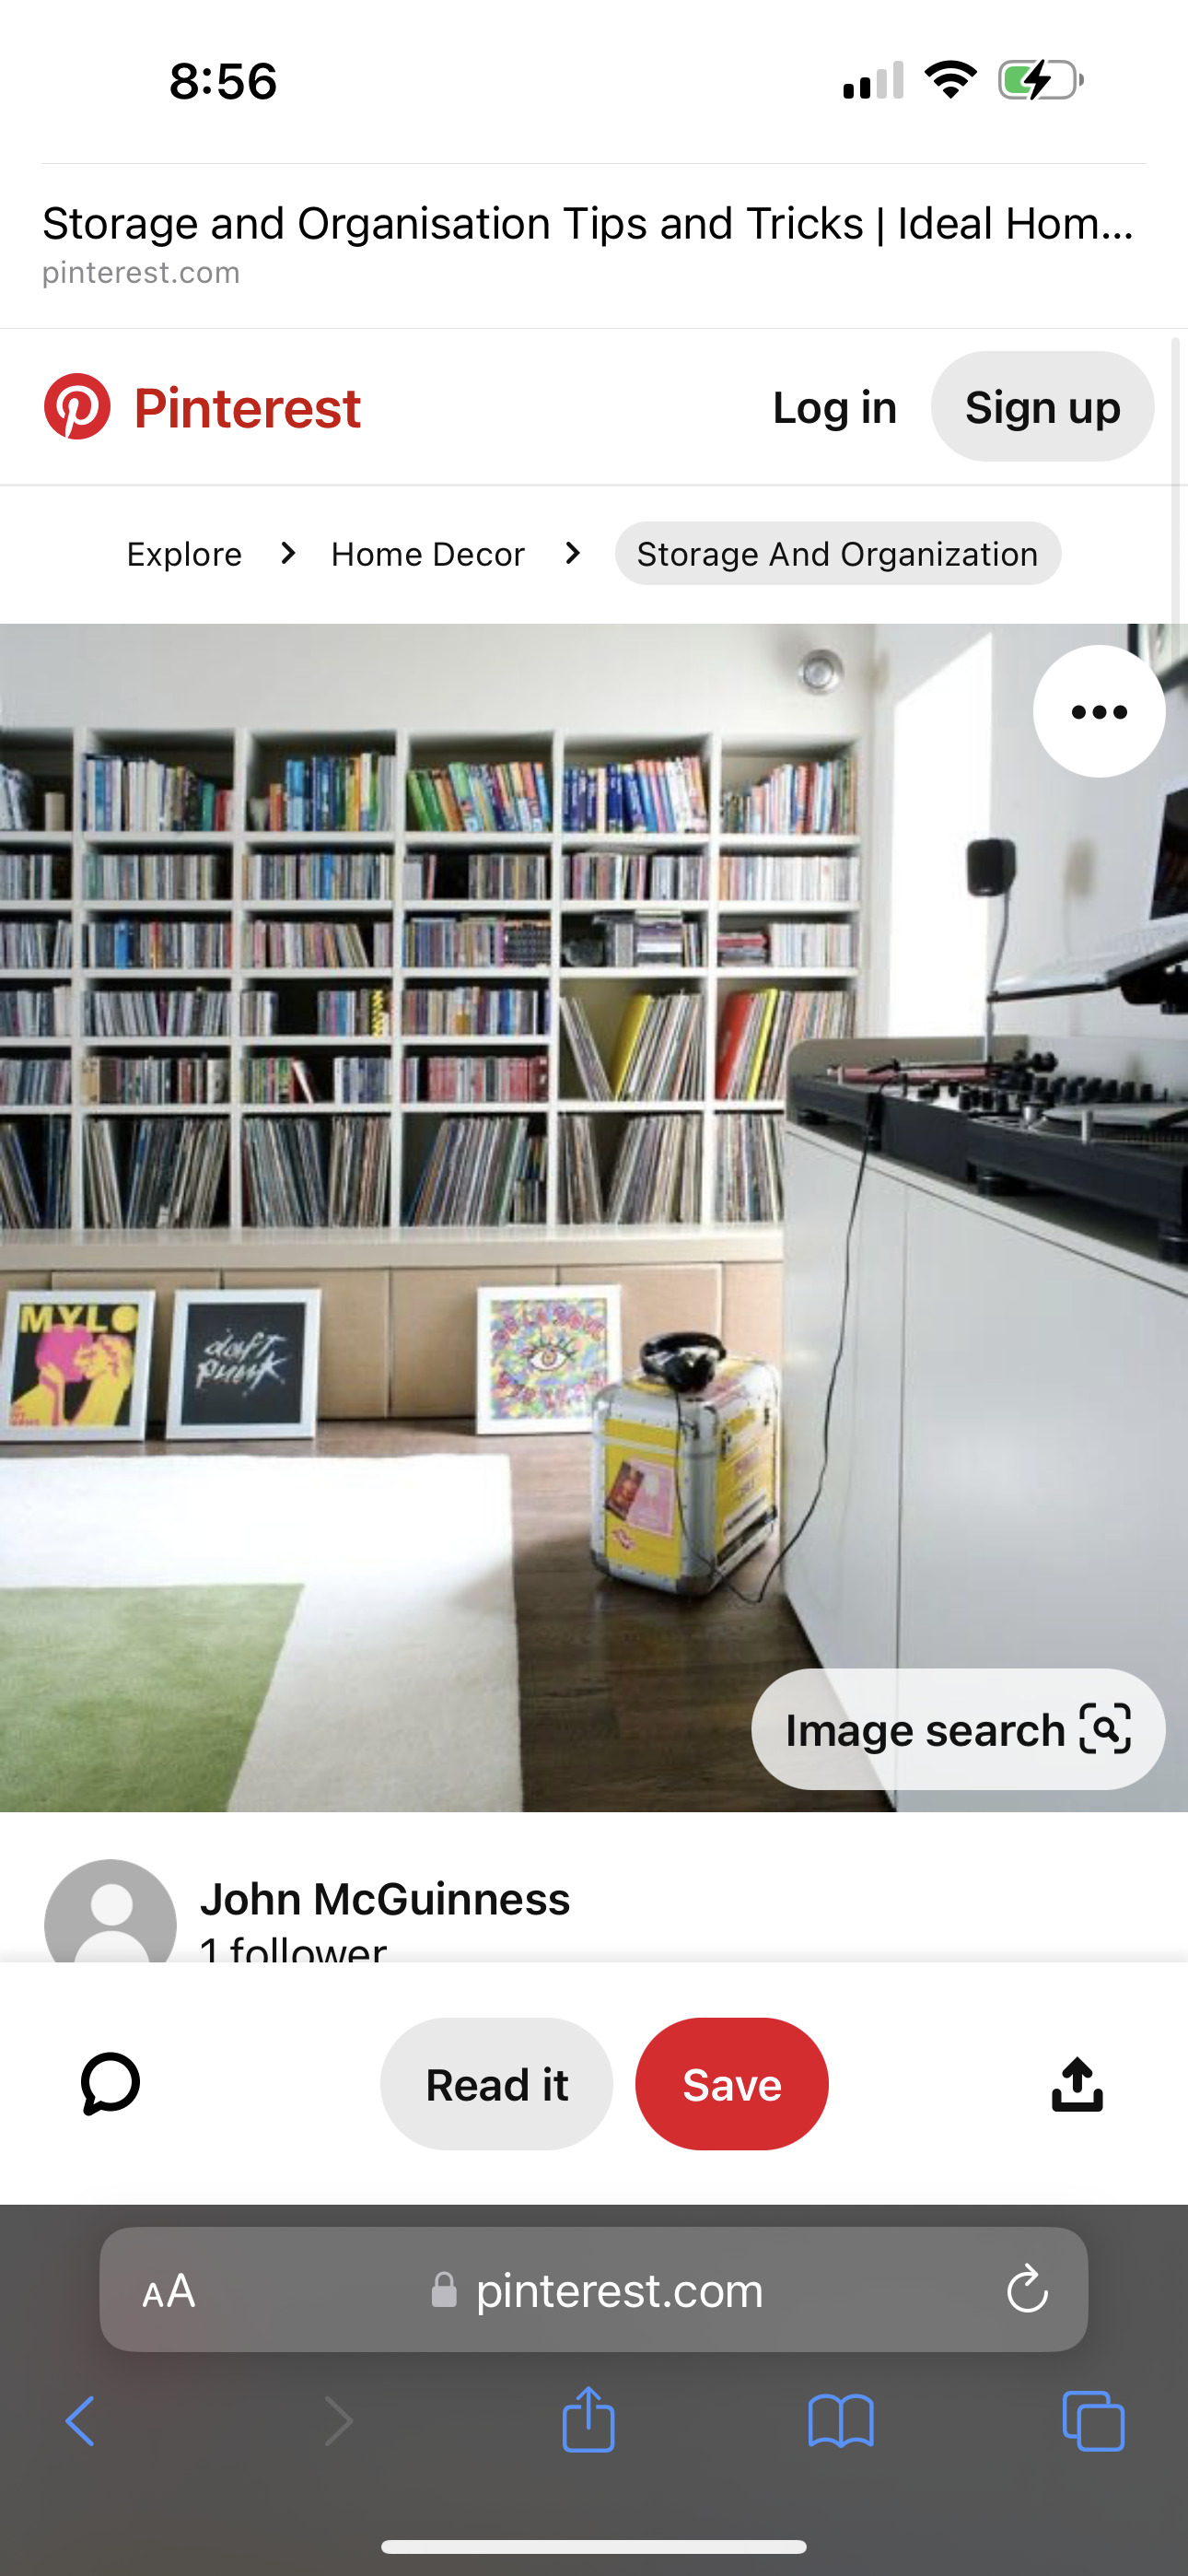 8:56
Storage and Organisation Tips and Tricks | Ideal Hom...
pinterest.com
Pinterest
Log in
Sign up
Explore
Home Decor
Storage And Organization
MYLO
daft
punk
Image search
John McGuinness
1 follower
Read it
Save
AA
pinterest.com